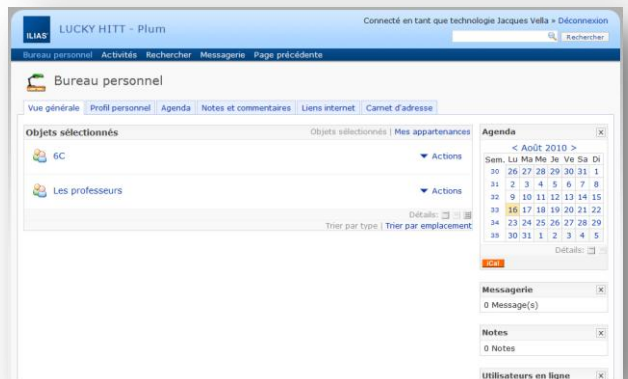 Connecté en tant que technologie Jacques Vella » Déconnexion
ILIAS LUCKY HITT - Plum
Rechercher
Bureau personnel Activités Rechercher Messagerie Page précédente
Bureau personnel
Vue générale Profil personnel Agenda Notes et commentaires Liens internet Carnet d'adresse
Objets sélectionnés Objets sélectionnés | Mes appartenances
6C Actions
Les professeurs Actions
Détails:
Trier par type | Trier par emplacement
Agenda
< Août 2010 >
Sem. Lu Ma Me Je Ve Sa Di
30 26 27 28 29 30 31 1
31 2 3 4 5 6 7 8
32 9 10 11 12 13 14 15
33 16 17 18 19 20 21 22
34 23 24 25 26 27 28 29
35 30 31 1 2 3 4 5
Détails:
iCal
Messagerie
0 Message(s)
Notes
0 Notes
Utilisateurs en ligne